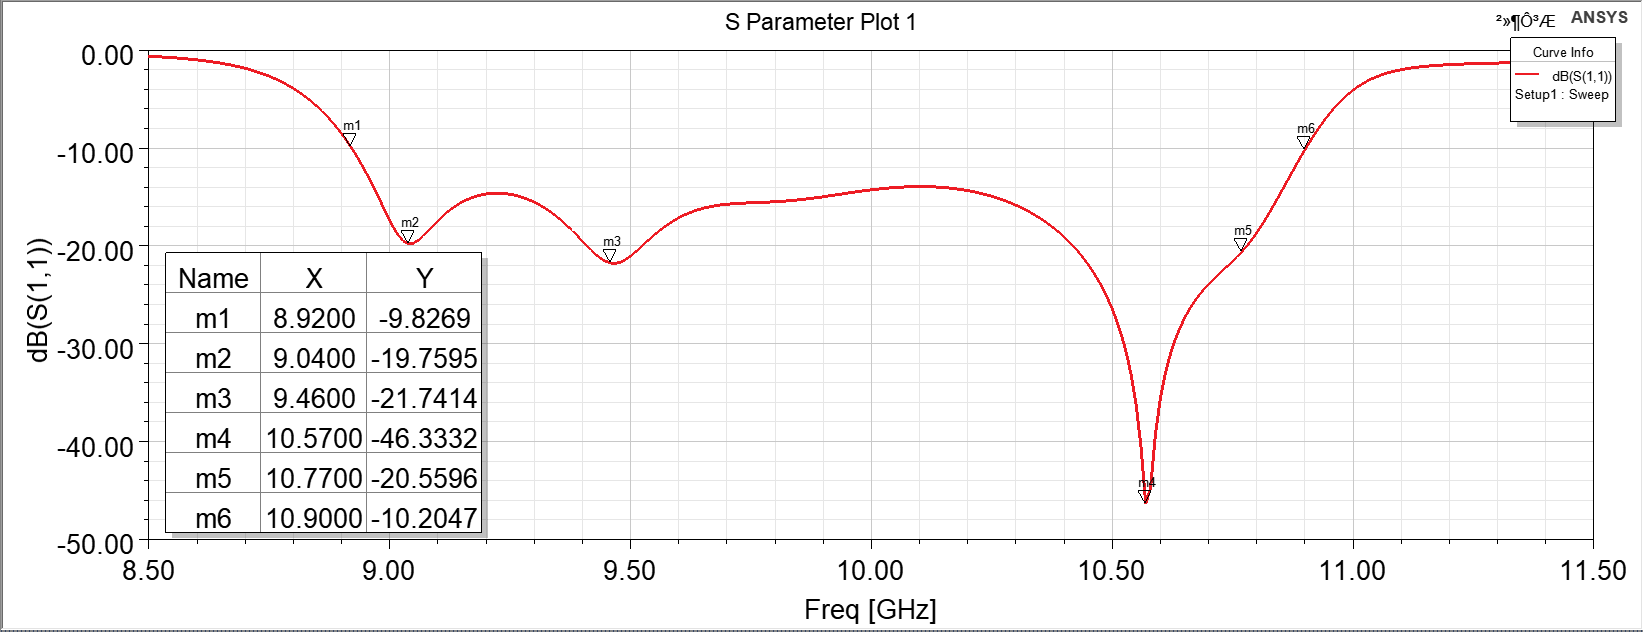 S Parameter Plot 1
²»¶Ô³Æ
ANSYS
Curve Info
dB(S(1,1))
Setup1 : Sweep
0.00
-10.00
-20.00
-30.00
-40.00
-50.00
dB(S(1,1))
m1
m2
m3
m4
m5
m6
Name X Y
m1 8.9200 -9.8269
m2 9.0400 -19.7595
m3 9.4600 -21.7414
m4 10.5700 -46.3332
m5 10.7700 -20.5596
m6 10.9000 -10.2047
8.50 9.00 9.50 10.00 10.50 11.00 11.50
Freq [GHz]